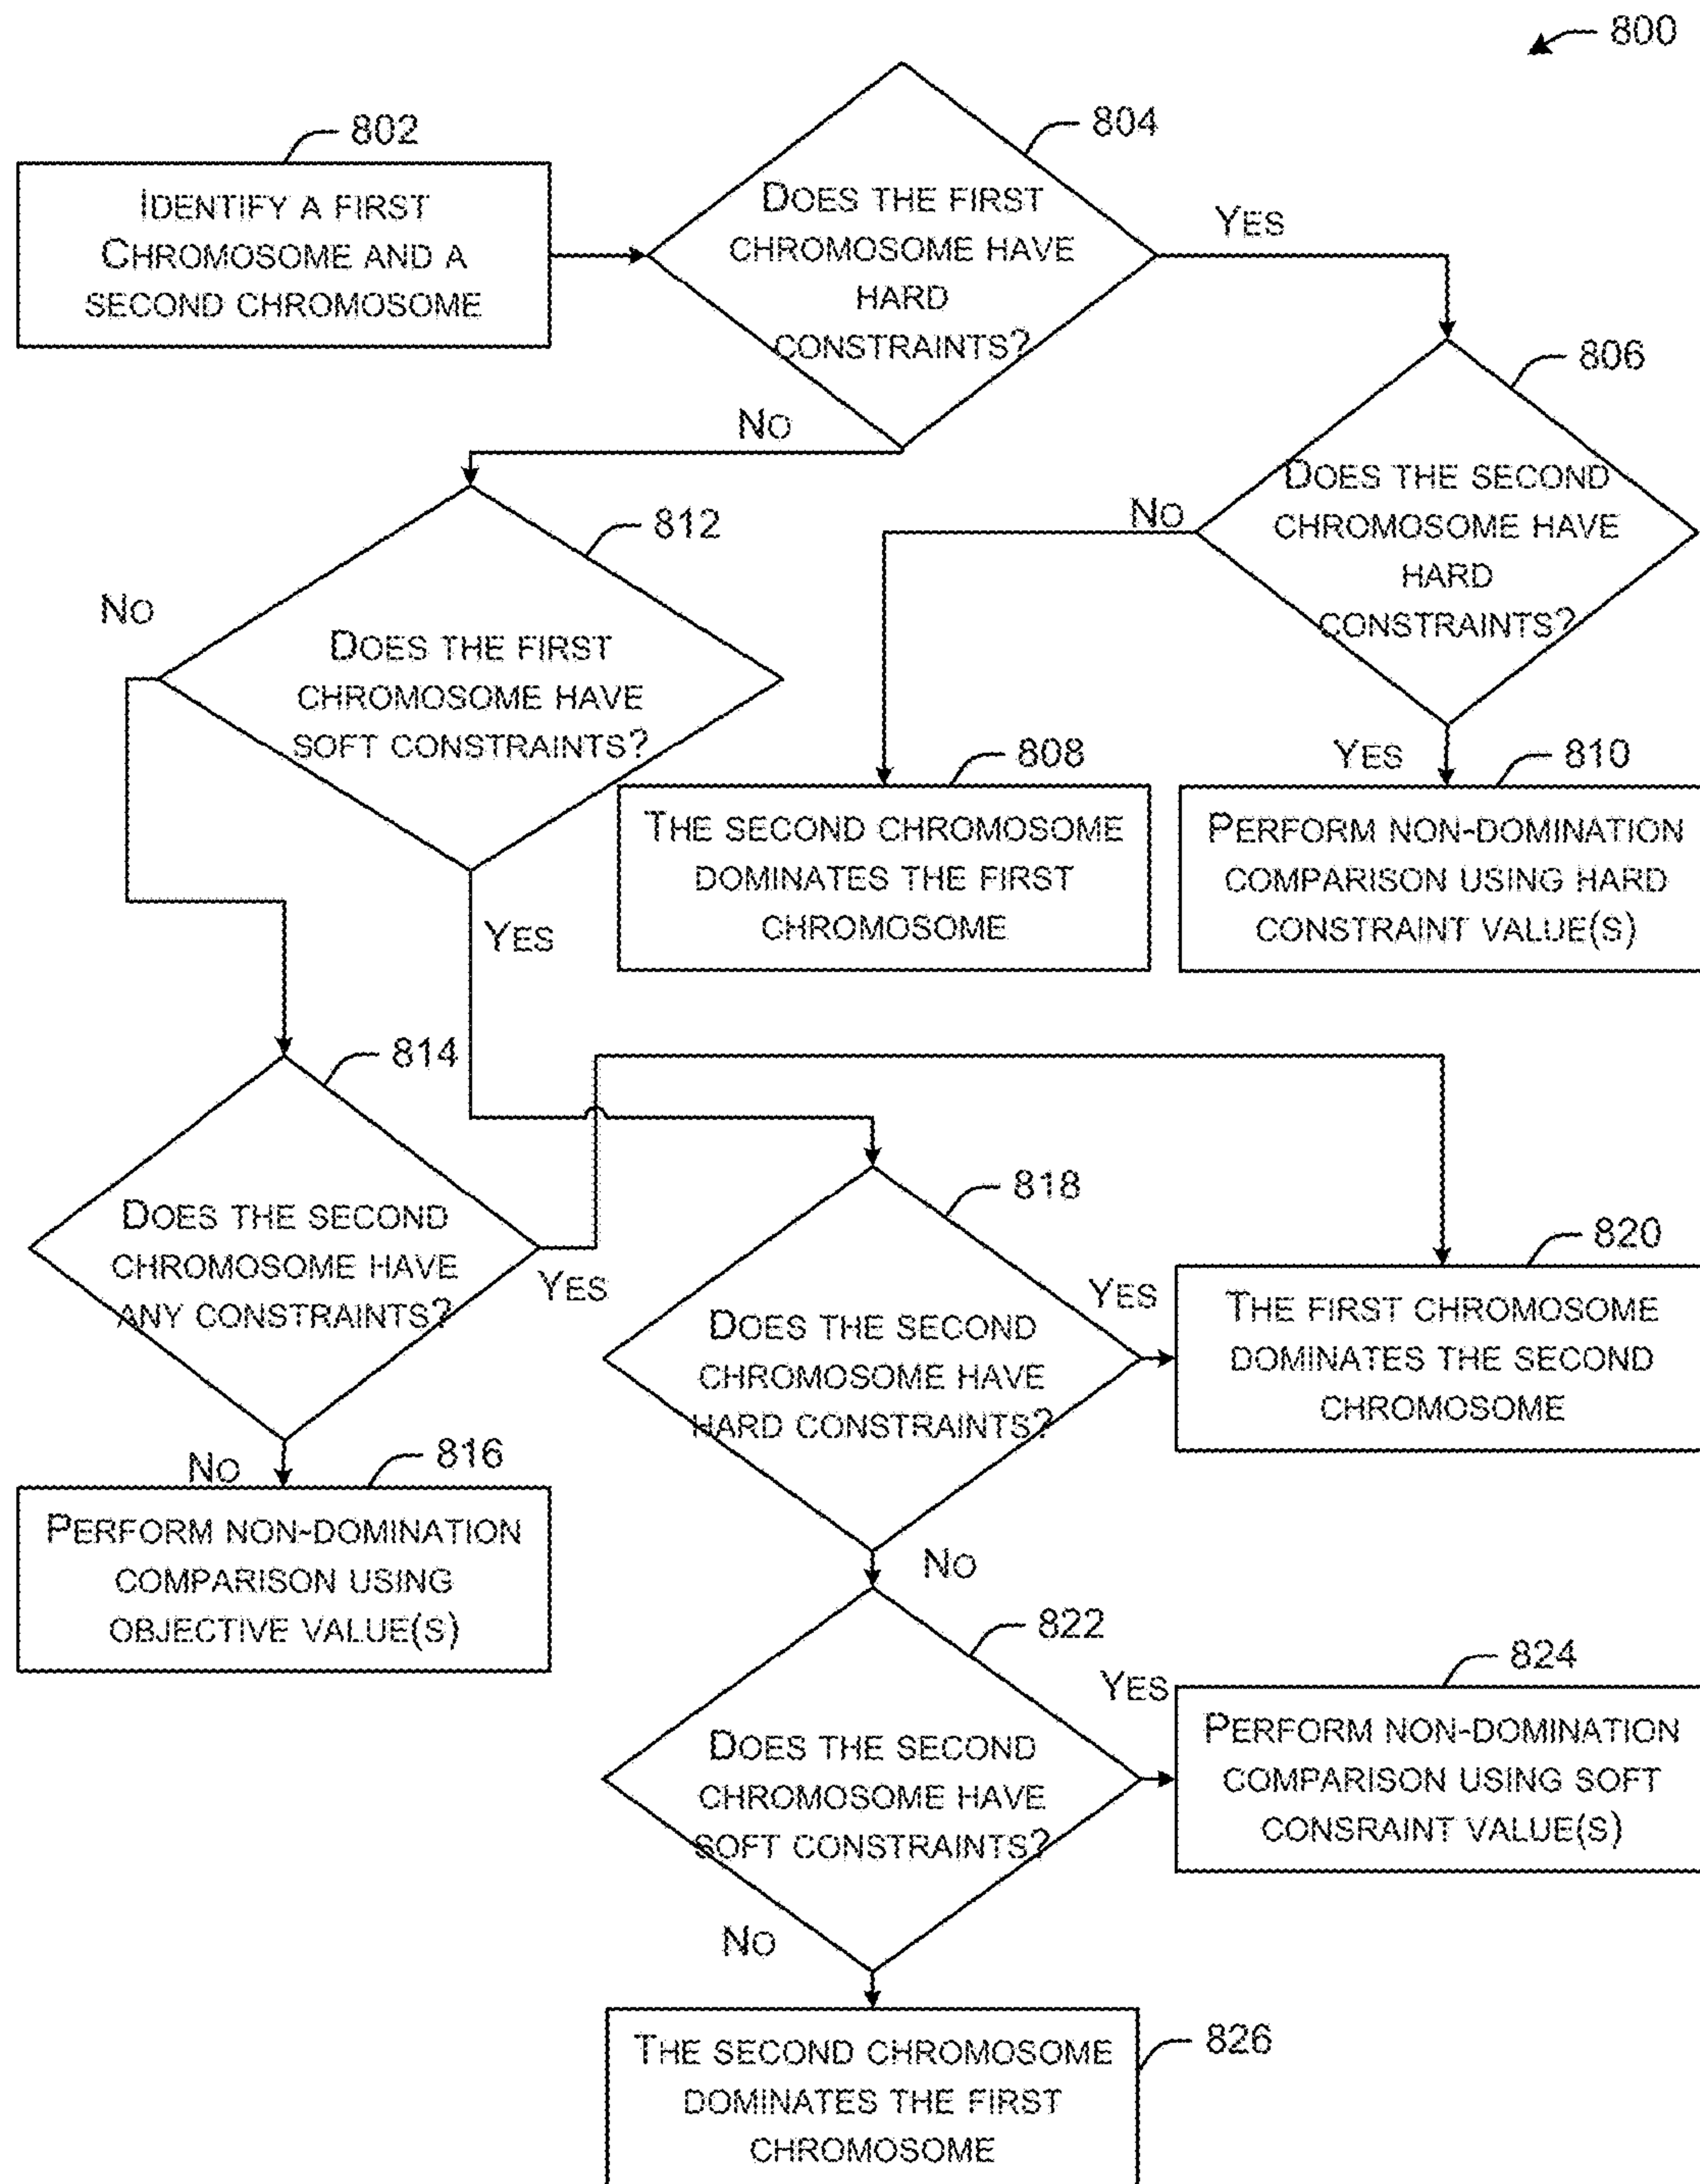 800
802
IDENTIFY A FIRST
CHROMOSOME AND A
SECOND CHROMOSOME
804
DOES THE FIRST
CHROMOSOME HAVE
HARD
CONSTRAINTS?
YES
NO
806
DOES THE SECOND
CHROMOSOME HAVE
HARD
CONSTRAINTS?
NO
YES
812
DOES THE FIRST
CHROMOSOME HAVE
SOFT CONSTRAINTS?
NO
YES
808
THE SECOND CHROMOSOME
DOMINATES THE FIRST
CHROMOSOME
810
PERFORM NON-DOMINATION
COMPARISON USING HARD
CONSTRAINT VALUE(S)
814
DOES THE SECOND
CHROMOSOME HAVE
ANY CONSTRAINTS?
YES
NO
816
PERFORM NON-DOMINATION
COMPARISON USING
OBJECTIVE VALUE(S)
818
DOES THE SECOND
CHROMOSOME HAVE
HARD CONSTRAINTS?
YES
NO
820
THE FIRST CHROMOSOME
DOMINATES THE SECOND
CHROMOSOME
822
DOES THE SECOND
CHROMOSOME HAVE
SOFT CONSTRAINTS?
YES
NO
824
PERFORM NON-DOMINATION
COMPARISON USING SOFT
CONSRAINT VALUE(S)
826
THE SECOND CHROMOSOME
DOMINATES THE FIRST
CHROMOSOME